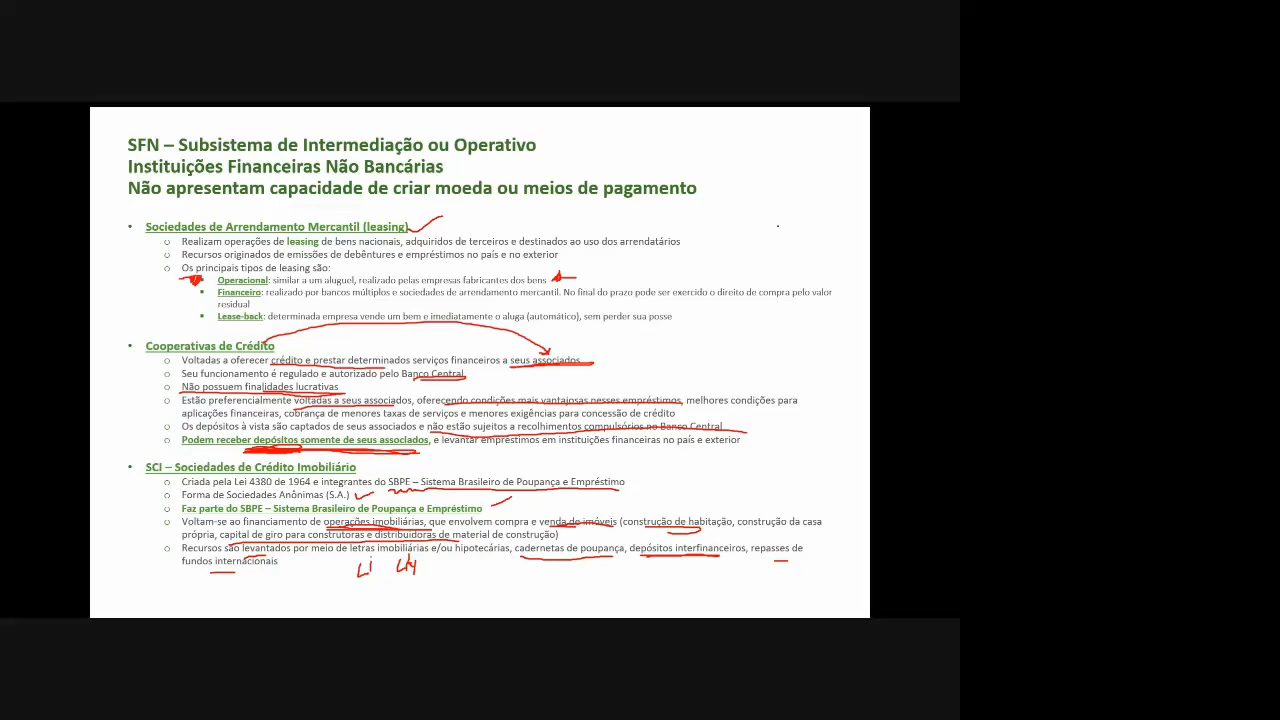 SFN – Subsistema de Intermediação ou Operativo
Instituições Financeiras Não Bancárias
Não apresentam capacidade de criar moeda ou meios de pagamento
• Sociedades de Arrendamento Mercantil (leasing)
o Realizam operações de leasing de bens nacionais, adquiridos de terceiros e destinados ao uso dos arrendatários
o Recursos originados de emissões de debêntures e empréstimos no país e no exterior
o Os principais tipos de leasing são:
Operacional: similar a um aluguel, realizado pelas empresas fabricantes dos bens
▪ Financeiro: realizado por bancos múltiplos e sociedades de arrendamento mercantil. No final do prazo pode ser exercido o direito de compra pelo valor
residual
▪ Lease-back: determinada empresa vende um bem e imediatamente o aluga (automático), sem perder sua posse
• Cooperativas de Crédito
o Voltadas a oferecer crédito e prestar determinados serviços financeiros a seus associados
o Seu funcionamento é regulado e autorizado pelo Banco Central
o Não possuem finalidades lucrativas
o Estão preferencialmente voltadas a seus associados, oferecendo condições mais vantajosas nesses empréstimos, melhores condições para
aplicações financeiras, cobrança de menores taxas de serviços e menores exigências para concessão de crédito
o Os depósitos à vista são captados de seus associados e não estão sujeitos a recolhimentos compulsórios no Banco Central
o Podem receber depósitos somente de seus associados, e levantar empréstimos em instituições financeiras no país e exterior
• SCI – Sociedades de Crédito Imobiliário
o Criada pela Lei 4380 de 1964 e integrantes do SBPE – Sistema Brasileiro de Poupança e Empréstimo
o Forma de Sociedades Anônimas (S.A.)
o Faz parte do SBPE – Sistema Brasileiro de Poupança e Empréstimo
o Voltam-se ao financiamento de operações imobiliárias, que envolvem compra e venda de imóveis (construção de habitação, construção da casa
própria, capital de giro para construtoras e distribuidoras de material de construção)
o Recursos são levantados por meio de letras imobiliárias e/ou hipotecárias, cadernetas de poupança, depósitos interfinanceiros, repasses de
fundos internacionais
Li LH